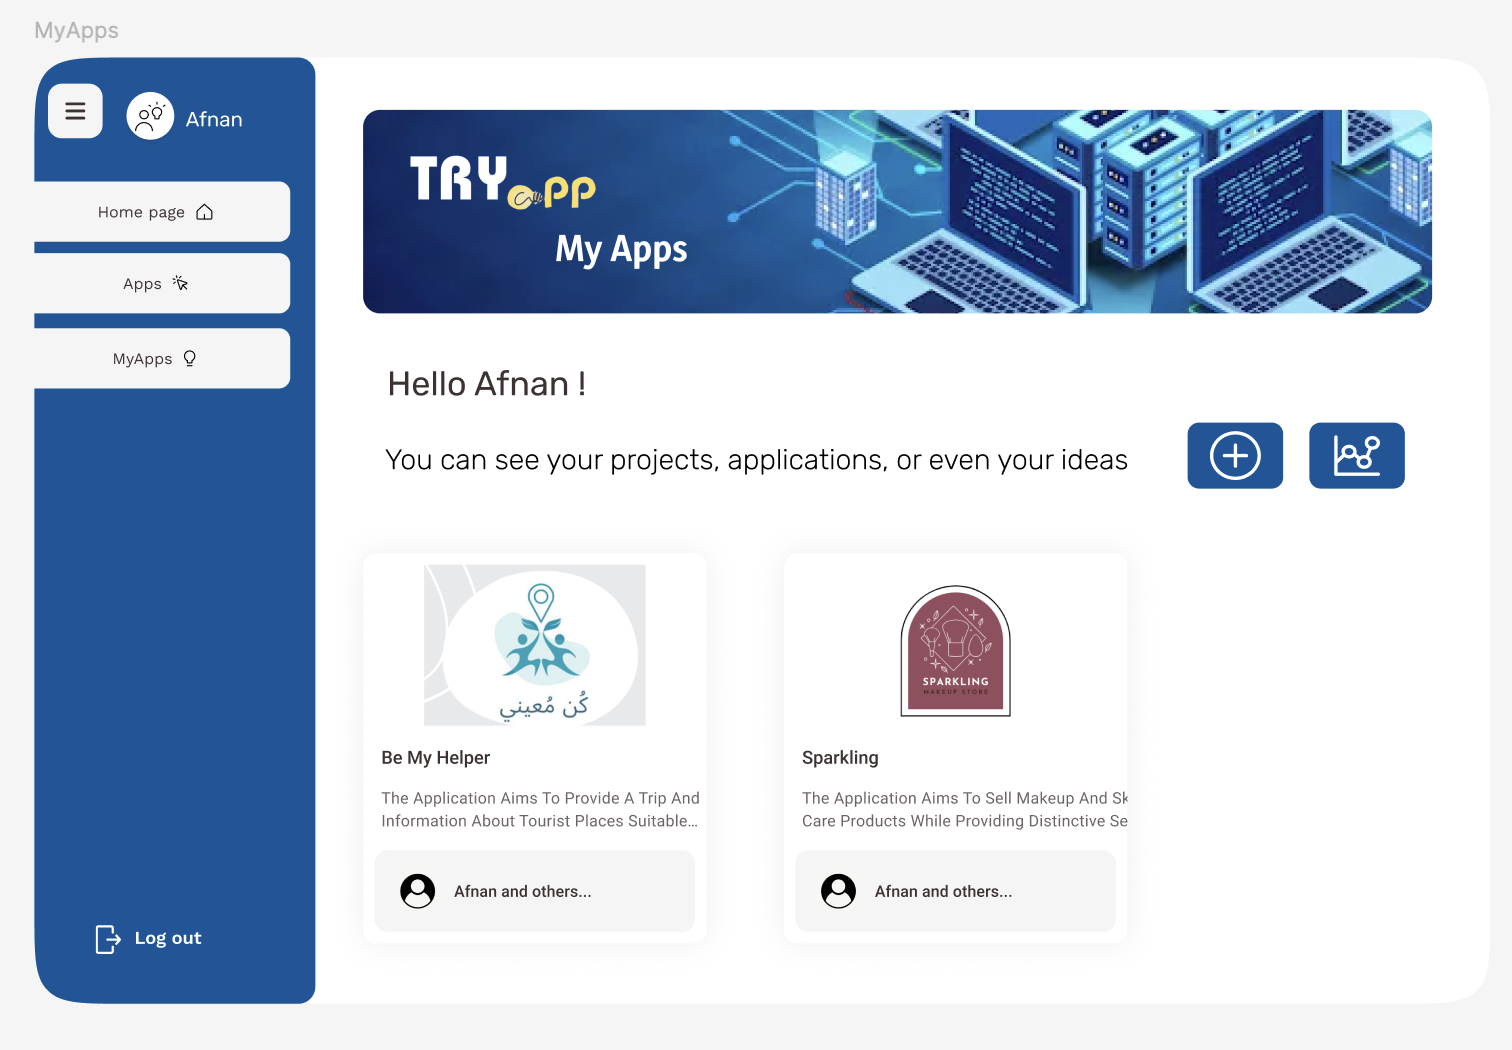 MyApps
Afnan
Home page
Apps
MyApps
Log out
TRY app
My Apps
Hello Afnan !
You can see your projects, applications, or even your ideas
كُن مُعيني
Be My Helper
The Application Aims To Provide A Trip And
Information About Tourist Places Suitable...
Afnan and others...
SPARKLING
MAKEUP STORE
Sparkling
The Application Aims To Sell Makeup And Sk
Care Products While Providing Distinctive Se
Afnan and others...